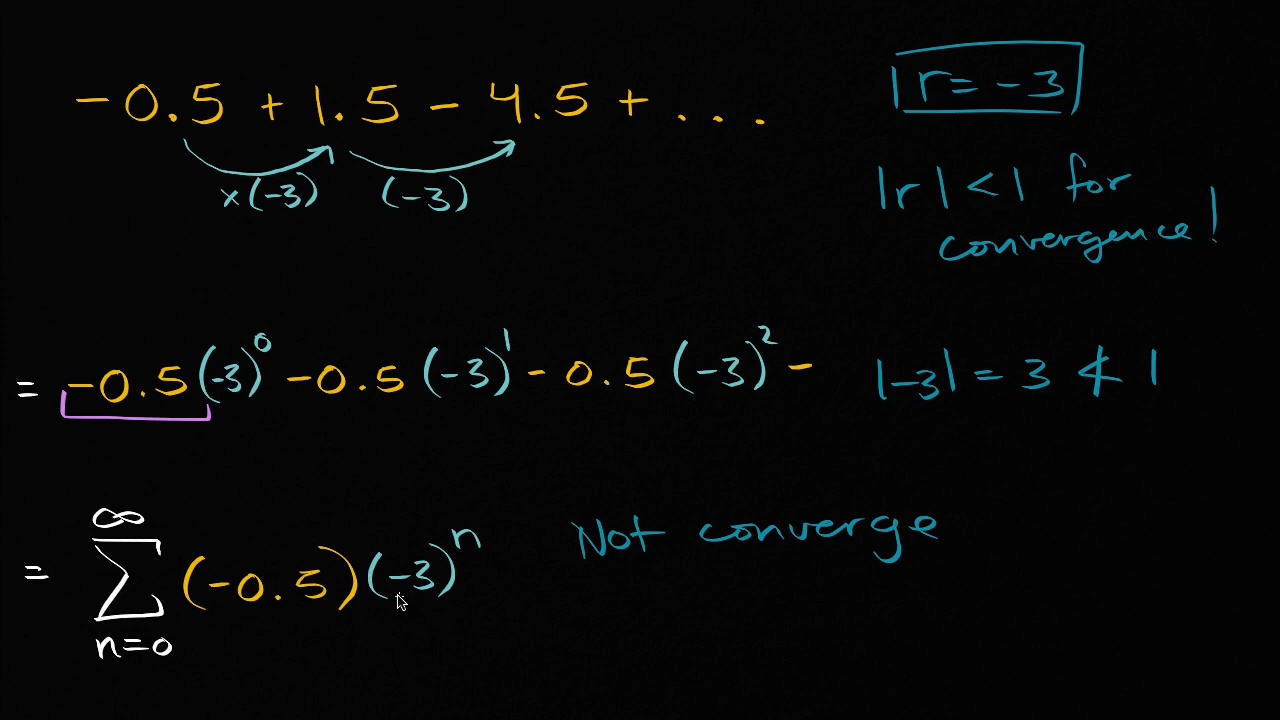 -0.5 + 1.5 - 4.5 + ...
×(-3) (-3)
r = -3
|r| < 1 for
convergence!
= -0.5(-3)⁰ - 0.5(-3)¹ - 0.5(-3)² -
|-3| = 3 ≮ 1
= ∞ Σ n=0 (-0.5)(-3)ⁿ
Not converge